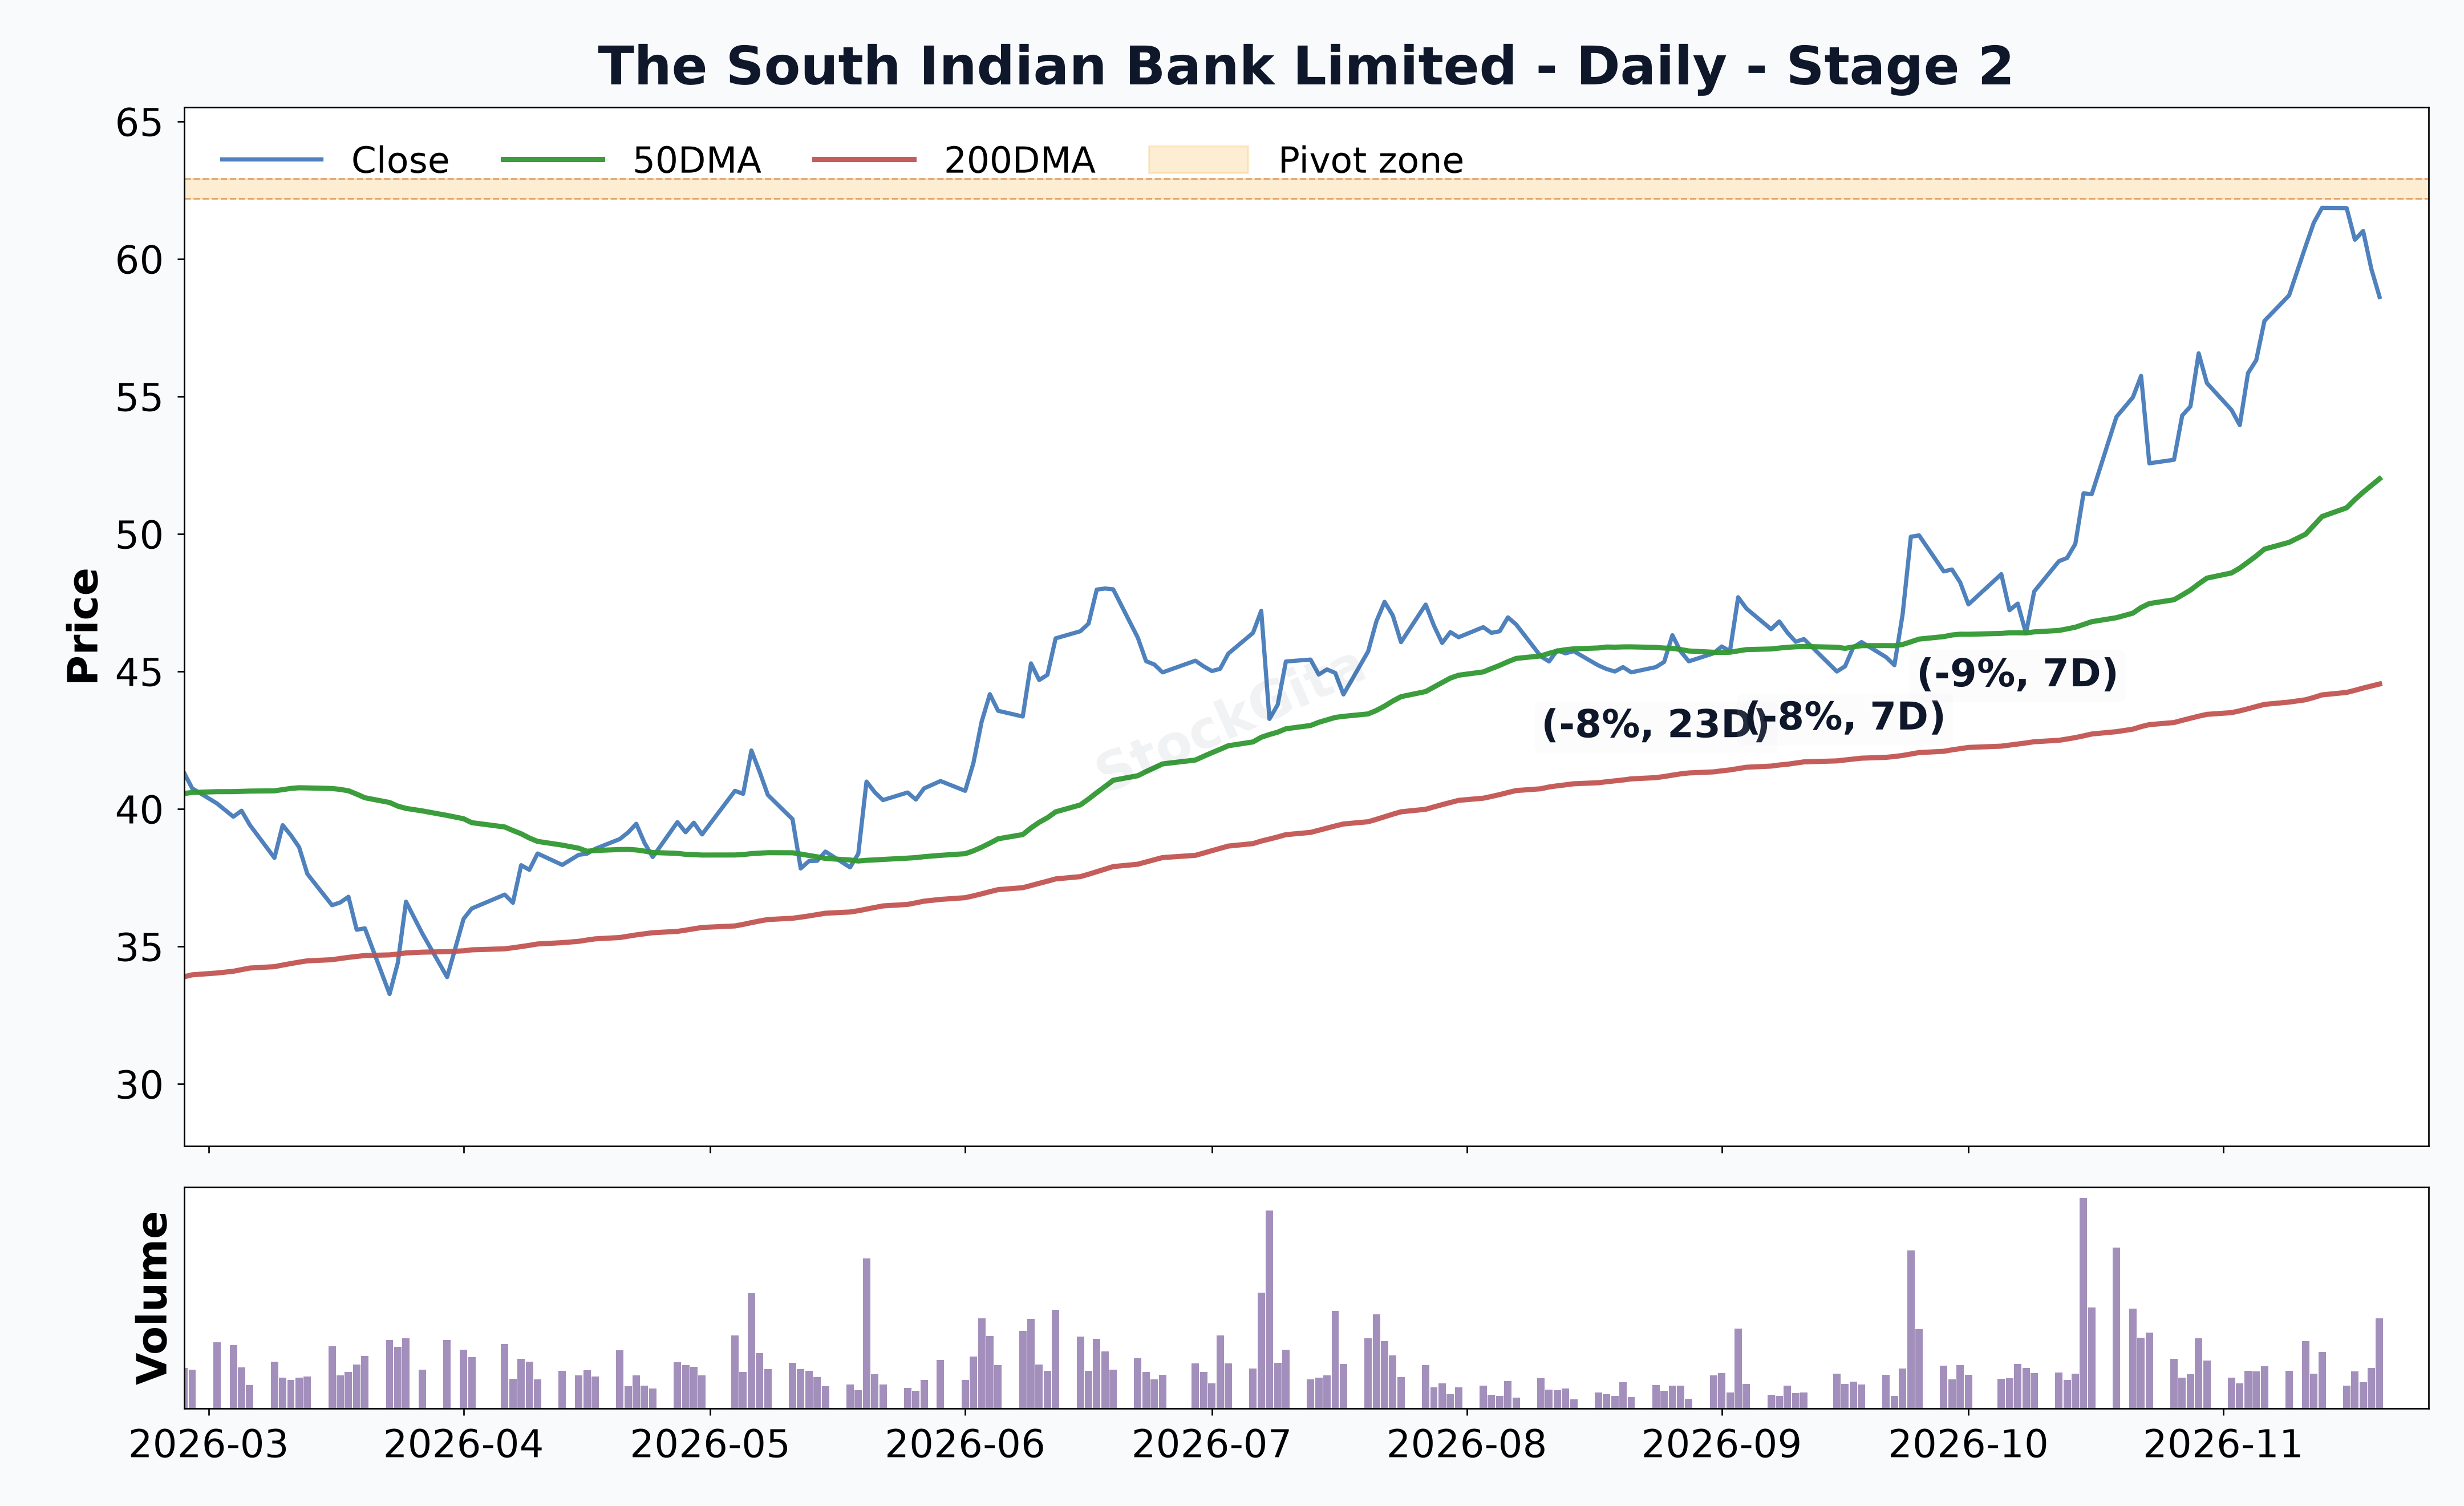 The South Indian Bank Limited - Daily - Stage 2
Close 50DMA 200DMA Pivot zone
Price
65
60
55
50
45
40
35
30
StockGita
(-8%, 23D)
(-8%, 7D)
(-9%, 7D)
Volume
2026-03 2026-04 2026-05 2026-06 2026-07 2026-08 2026-09 2026-10 2026-11